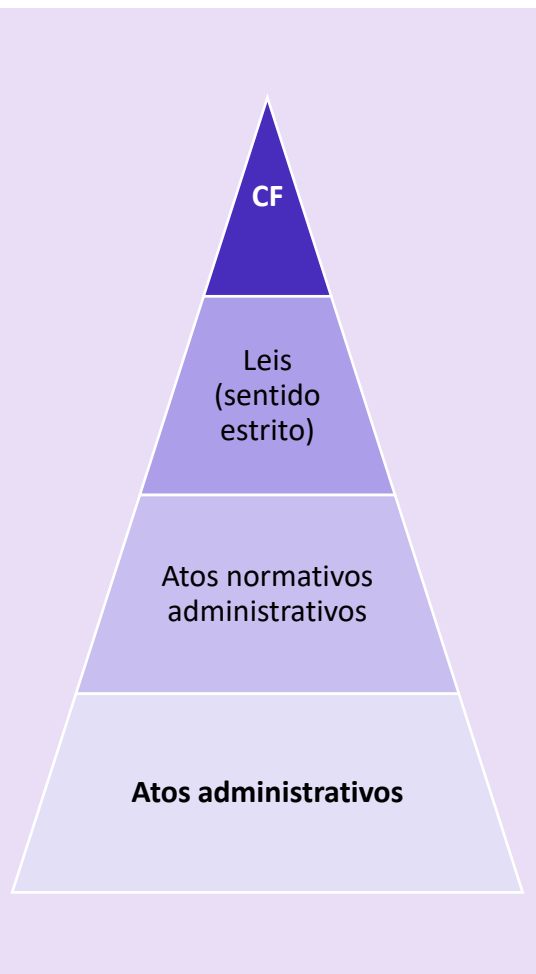 CF
Leis
(sentido
estrito)
Atos normativos
administrativos
Atos administrativos